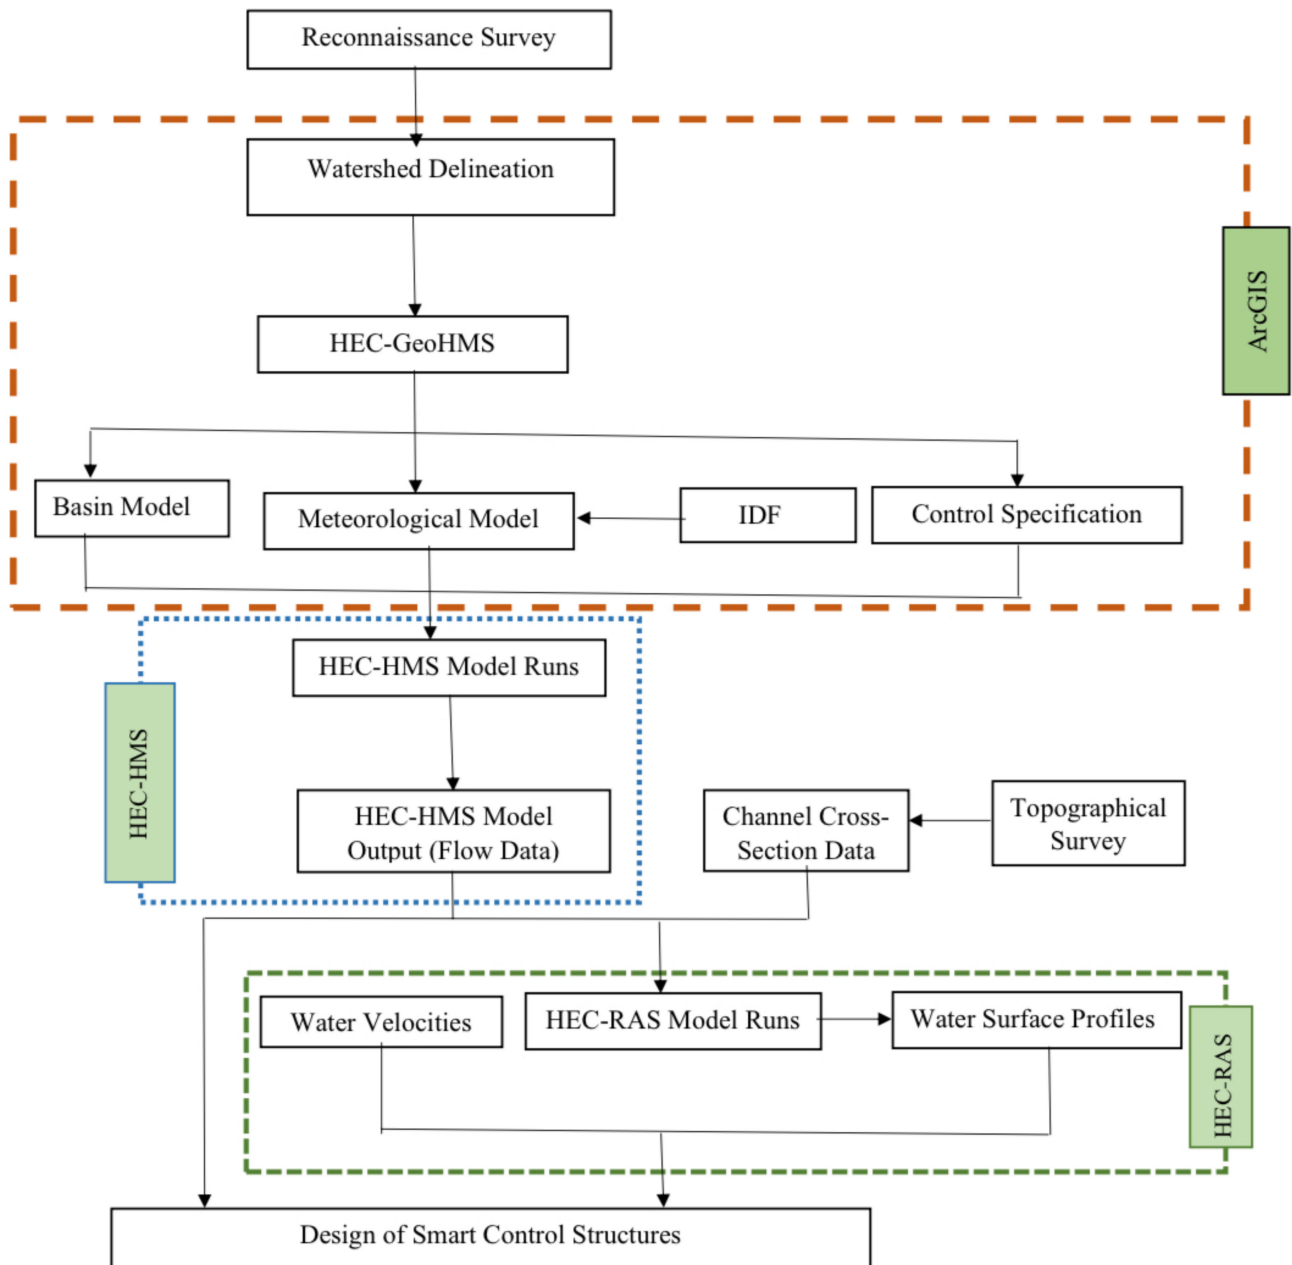 Reconnaissance Survey
Watershed Delineation
ArcGIS
HEC-GeoHMS
Basin Model
Meteorological Model
IDF
Control Specification
HEC-HMS Model Runs
HEC-HMS
HEC-HMS Model
Output (Flow Data)
Channel Cross-
Section Data
Topographical
Survey
Water Velocities
HEC-RAS Model Runs
Water Surface Profiles
HEC-RAS
Design of Smart Control Structures